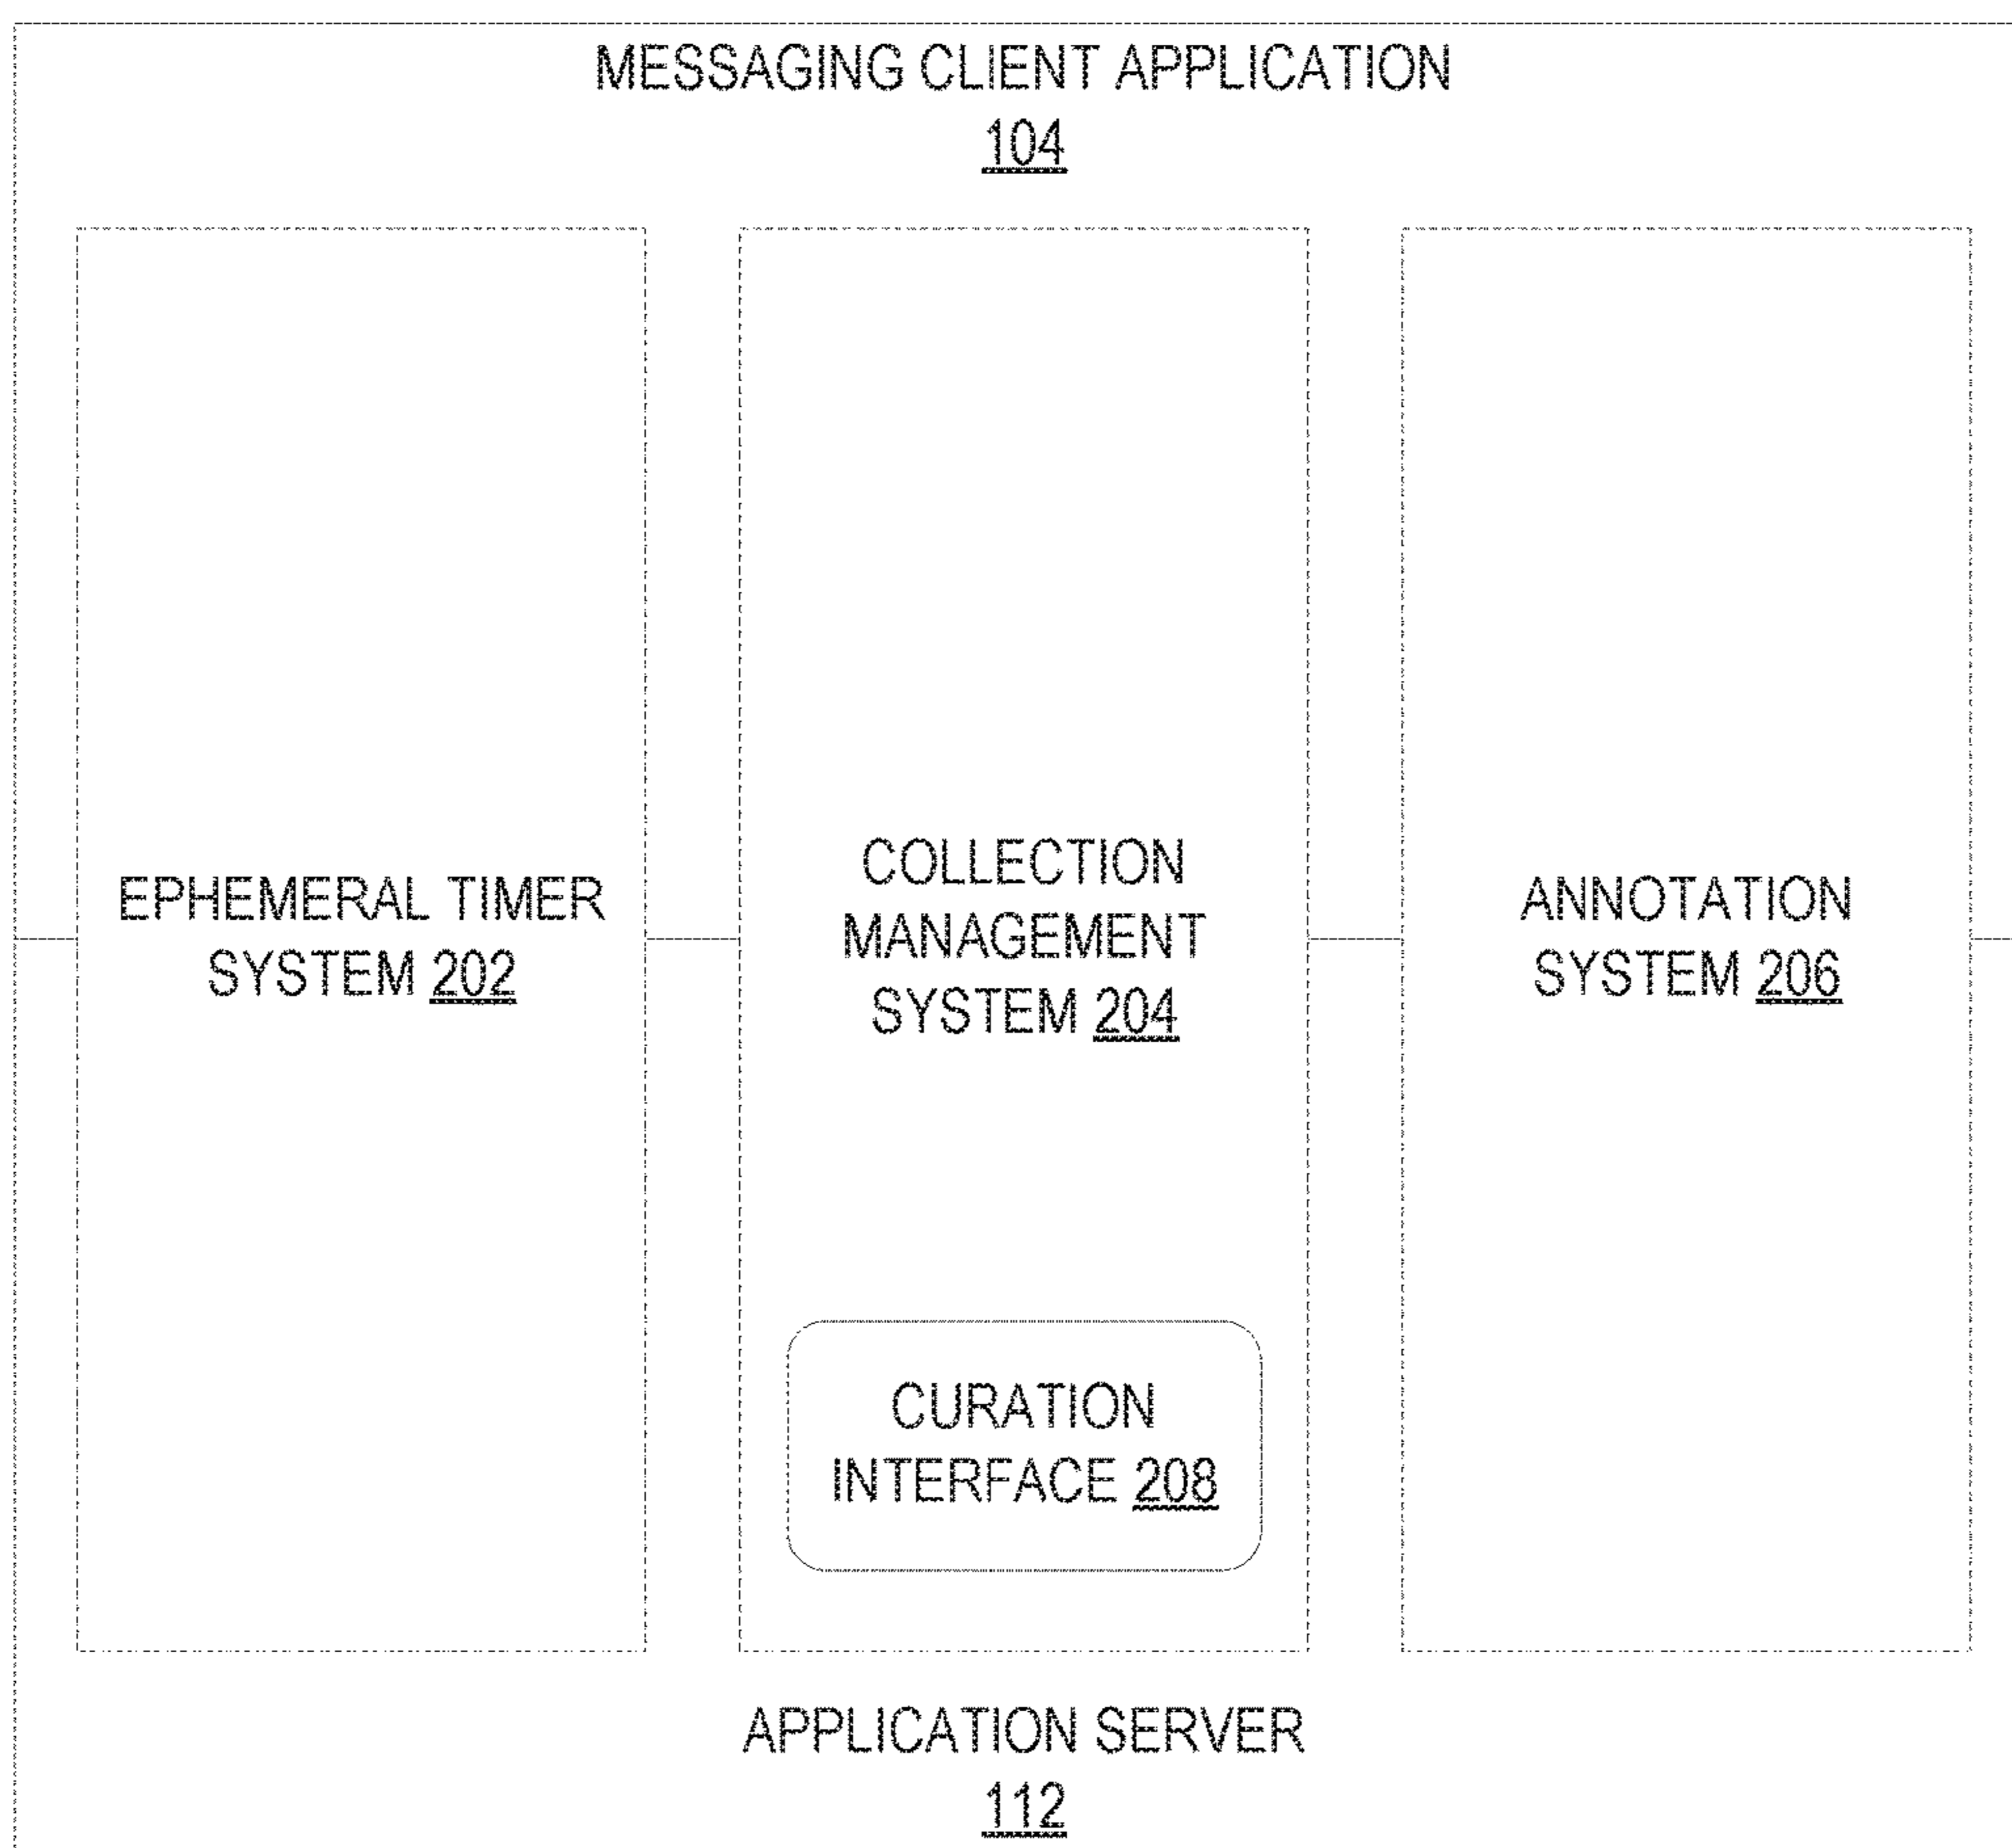 MESSAGING CLIENT APPLICATION
104
EPHEMERAL TIMER
SYSTEM 202
COLLECTION
MANAGEMENT
SYSTEM 204
ANNOTATION
SYSTEM 206
CURATION
INTERFACE 208
APPLICATION SERVER
112